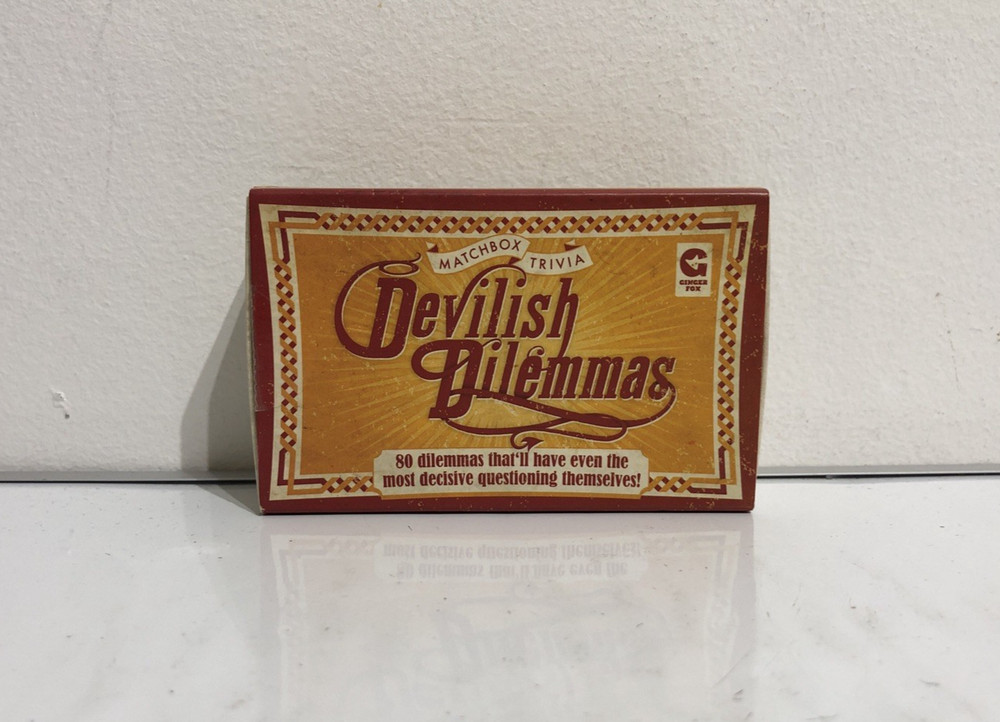 MATCHBOX TRIVIA
Devilish
Dilemmas
G
GINGER
FOX
80 dilemmas that'll have even the
most decisive questioning themselves!